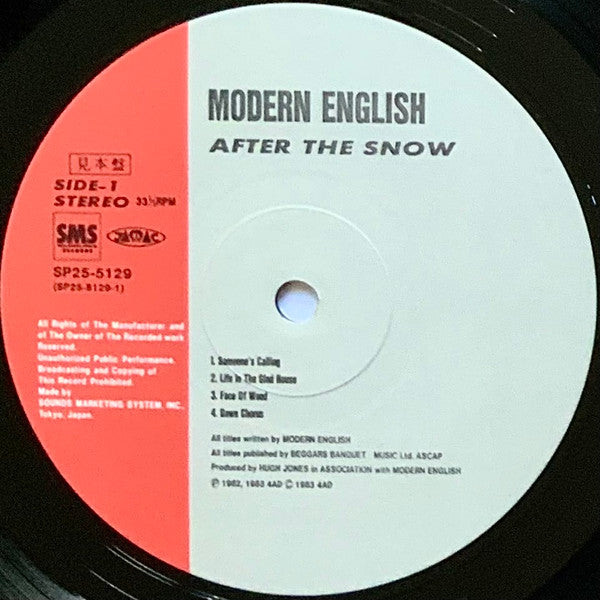 MODERN ENGLISH
AFTER THE SNOW
見本盤
SIDE-1
STEREO 33⅓RPM
SMS
RECORDS
SP25-5129
(SP25-5129-1)
All Rights of The Manufacturer and
of The Owner of The Recorded work
Reserved.
Unauthorized Public Performance.
Broadcasting and Copying of
This Record Prohibited.
Made by
SOUNDS MARKETING SYSTEM, INC.,
Tokyo, Japan.
1. Someone's Calling
2. Life In The Glad House
3. Face Of Wood
4. Dawn Chorus
All titles written by MODERN ENGLISH
All titles published by BEGGARS BANQUET MUSIC Ltd. ASCAP
Produced by HUGH JONES in ASSOCIATION with MODERN ENGLISH
Ⓟ 1982, 1983 4AD Ⓒ 1983 4AD